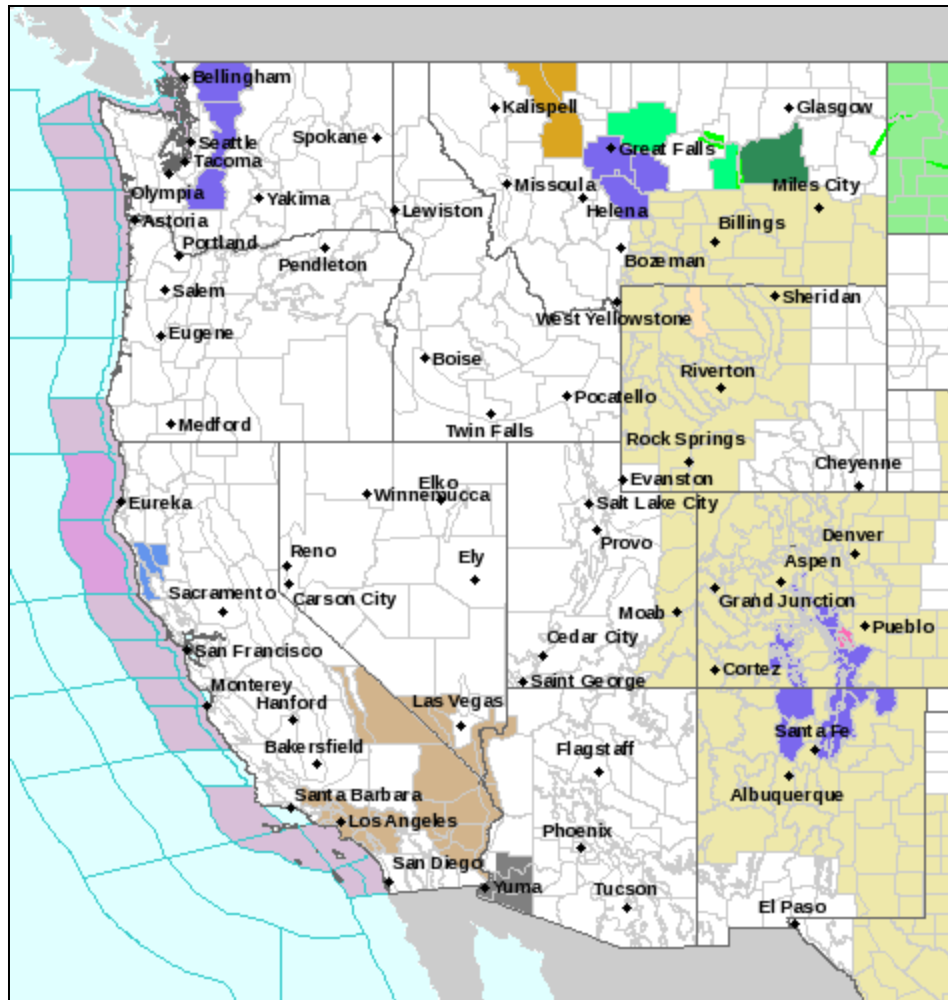 Bellingham
Kalispell
Glasgow
Spokane
Seattle
Great Falls
Tacoma
Olympia
Missoula
Miles City
Yakima
Helena
Lewiston
Astoria
Billings
Portland
Pendleton
Bozeman
Salem
Sheridan
West Yellowstone
Eugene
Boise
Riverton
Pocatello
Medford
Twin Falls
Rock Springs
Cheyenne
Elko
Evanston
Winnemucca
Eureka
Salt Lake City
Denver
Provo
Reno
Ely
Aspen
Sacramento
Carson City
Grand Junction
Moab
Pueblo
Cedar City
San Francisco
Cortez
Saint George
Monterey
Hanford
Las Vegas
Santa Fe
Bakersfield
Flagstaff
Santa Barbara
Albuquerque
Los Angeles
Phoenix
San Diego
Yuma
Tucson
El Paso